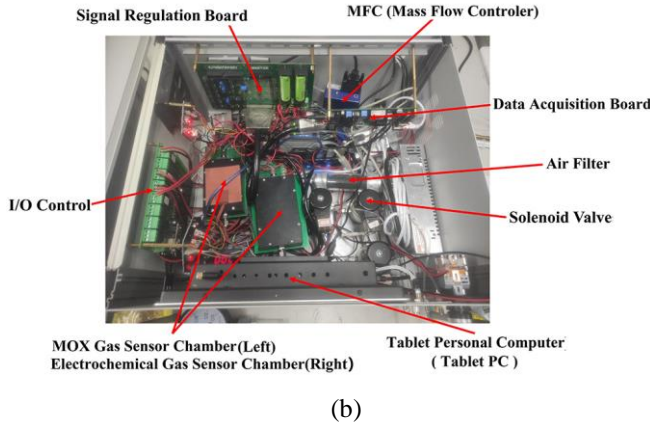 Signal Regulation Board
MFC (Mass Flow Controler)
Data Acquisition Board
Air Filter
I/O Control
Solenoid Valve
MOX Gas Sensor Chamber(Left)
Electrochemical Gas Sensor Chamber(Right)
Tablet Personal Computer
( Tablet PC )
(b)